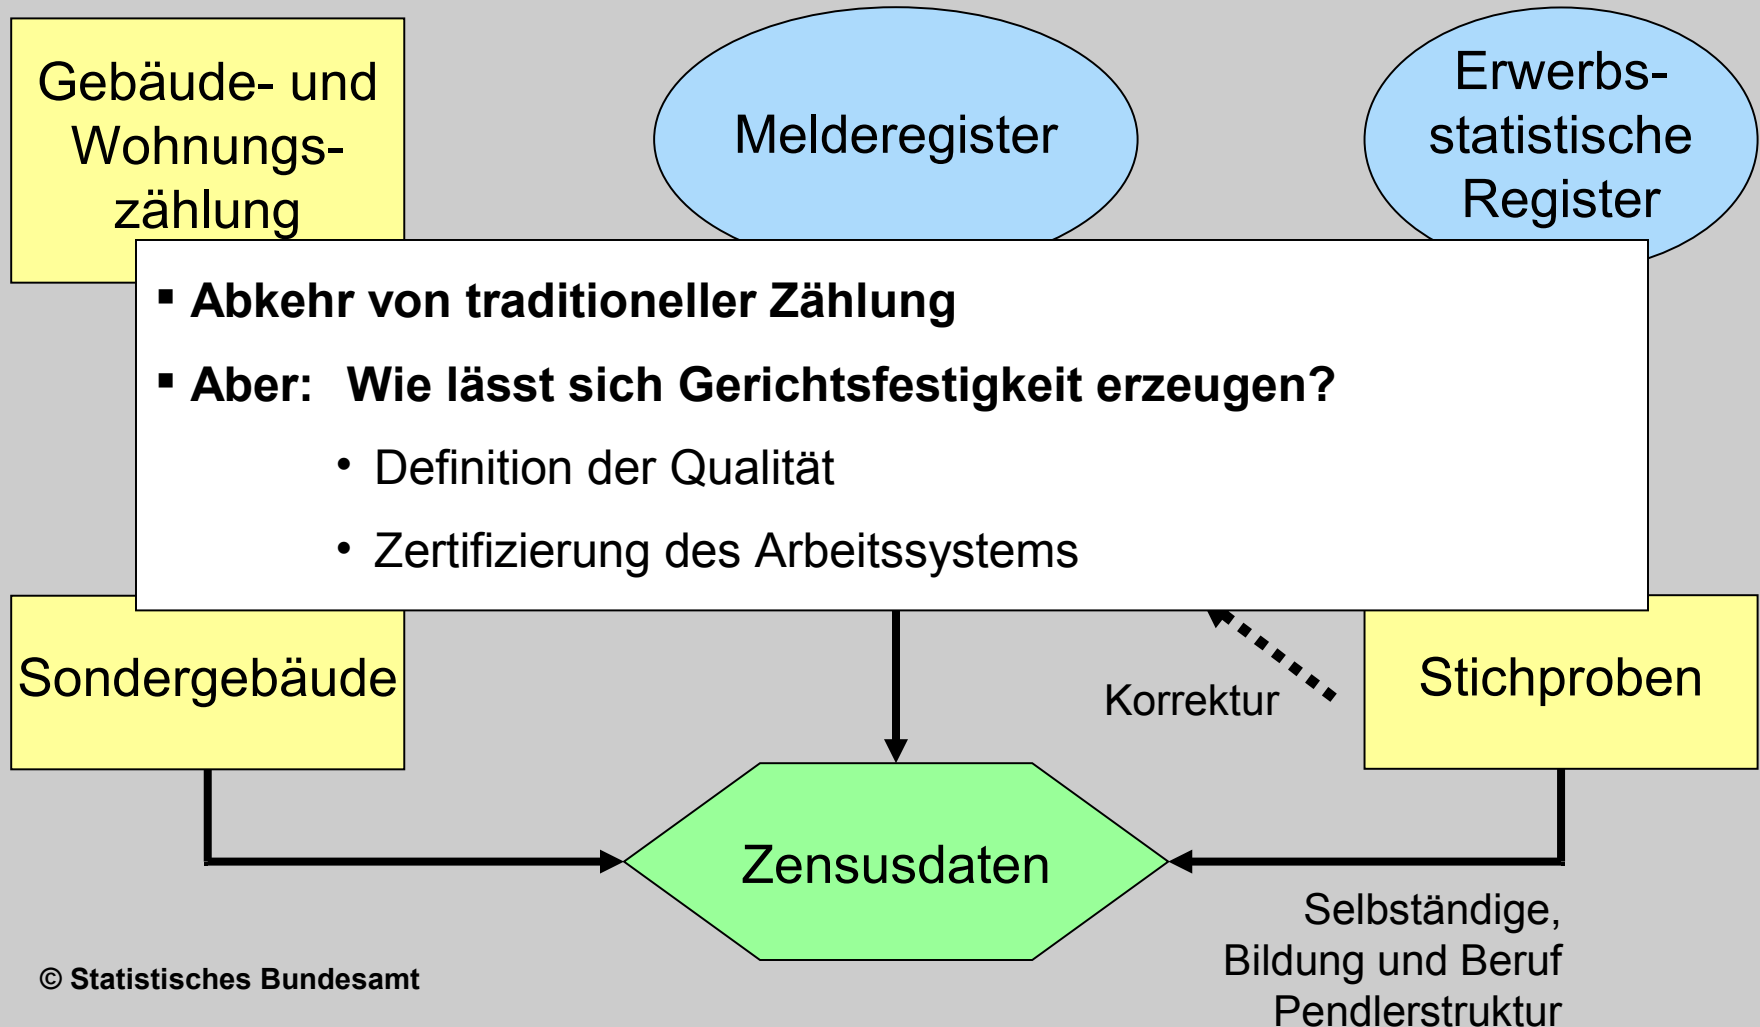 Gebäude- und
Wohnungs-
zählung
Melderegister
Erwerbs-
statistische
Register
▪ Abkehr von traditioneller Zählung
▪ Aber: Wie lässt sich Gerichtsfestigkeit erzeugen?
• Definition der Qualität
• Zertifizierung des Arbeitssystems
Sondergebäude
Korrektur
Stichproben
Zensusdaten
Selbständige,
Bildung und Beruf
Pendlerstruktur
© Statistisches Bundesamt